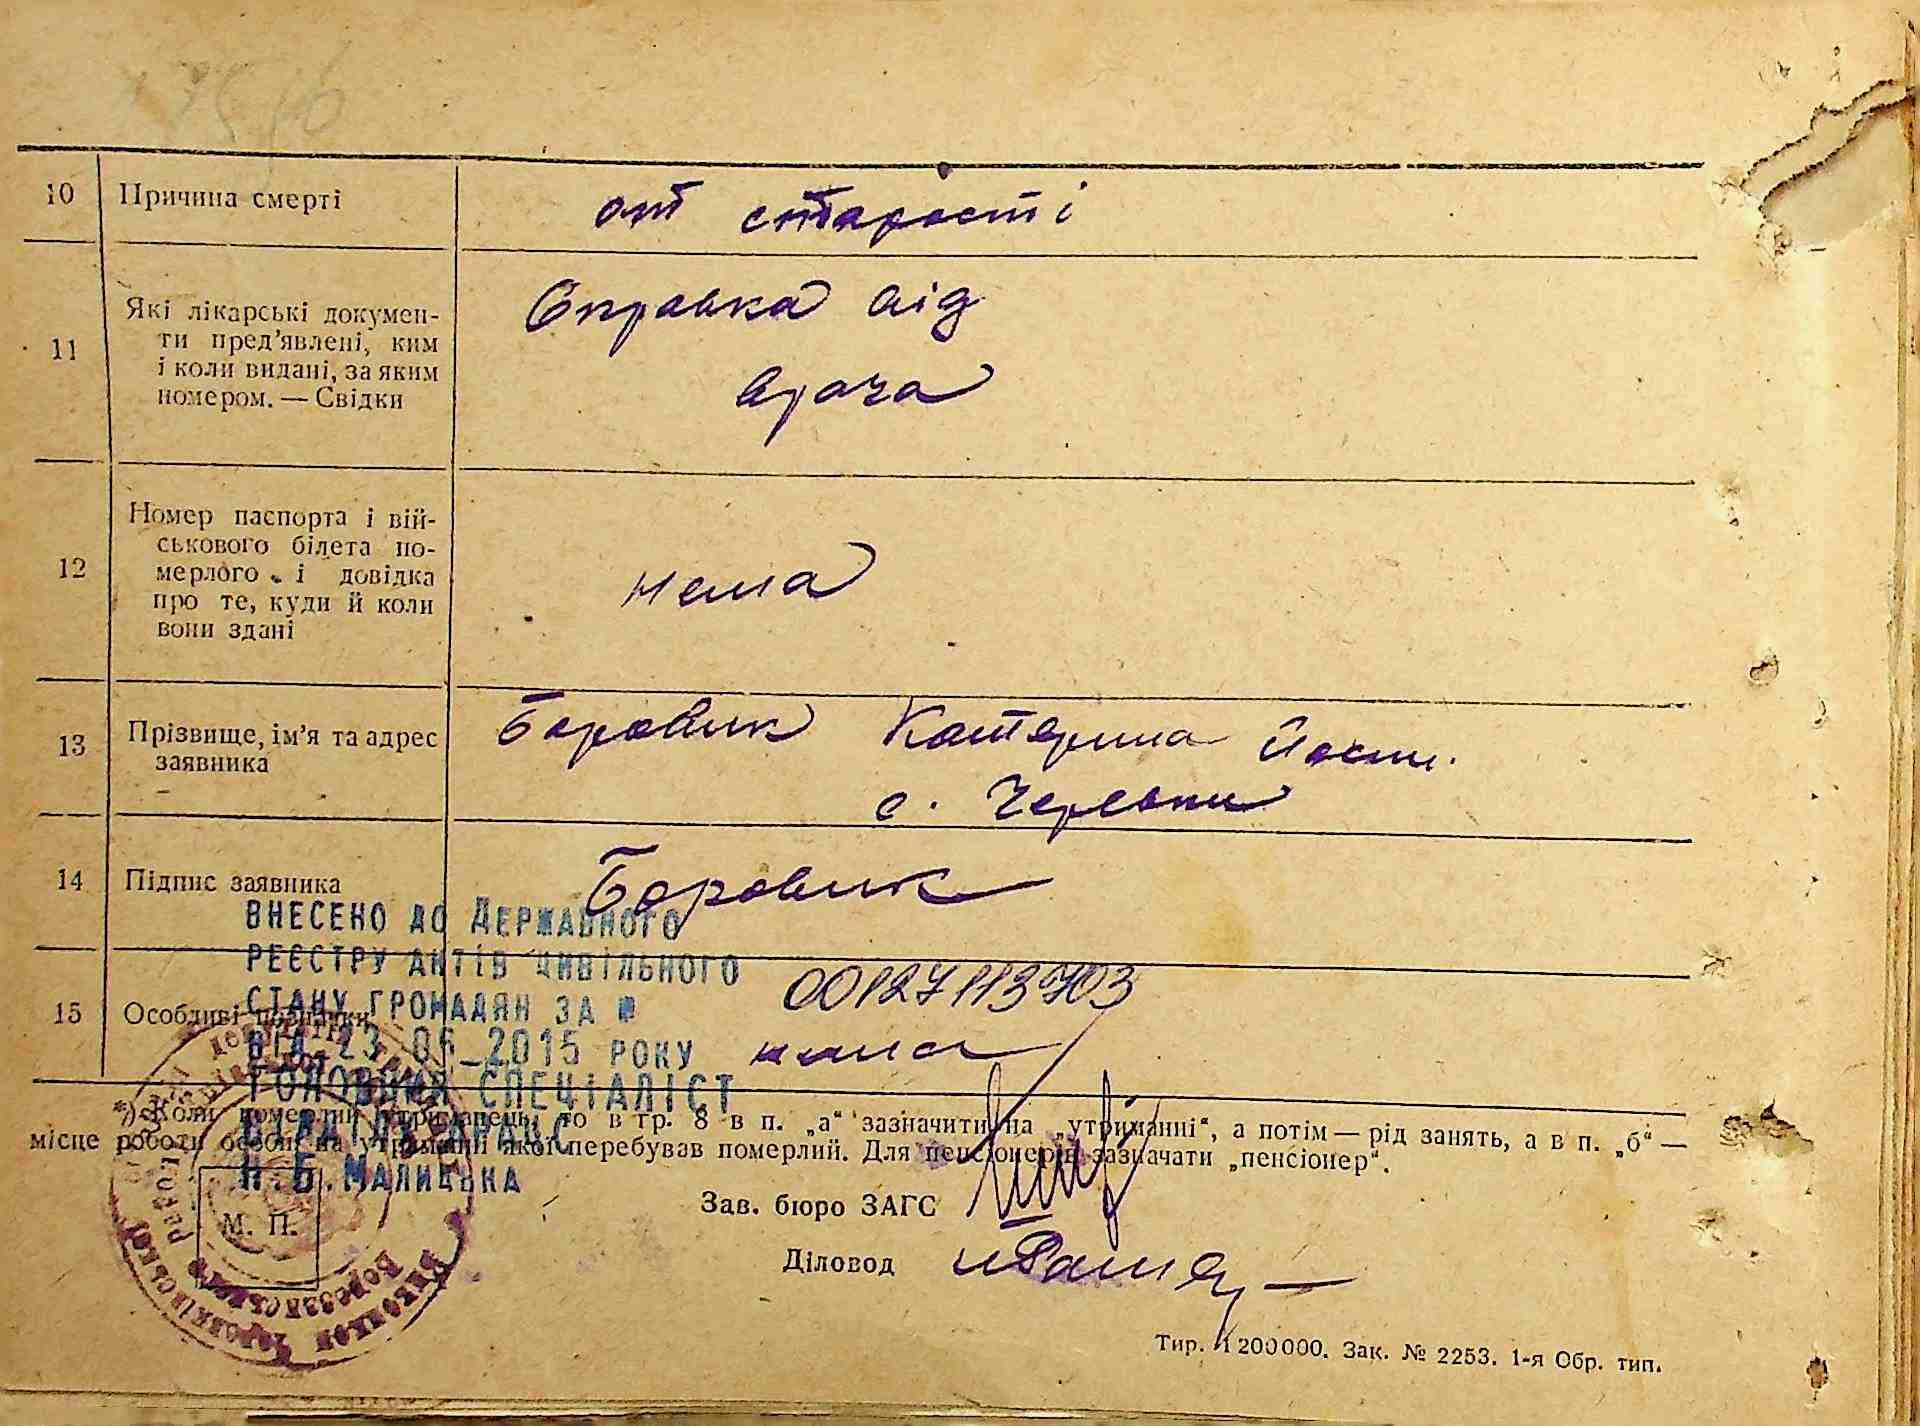 10 Причина смерті от старості
11 Які лікарські докумен-
ти пред'явлені, ким
і коли видані, за яким
номером. — Свідки
Справка від
врача
12 Номер паспорта і вій-
ськового білета по-
мерлого і довідка
про те, куди й коли
вони здані
нема
13 Прізвище, ім'я та адрес
заявника
Боровик Катерина Йосип.
с. Черевки
14 Підпис заявника Боровик
ВНЕСЕНО ДО ДЕРЖАВНОГО
РЕЄСТРУ АКТІВ ЦИВІЛЬНОГО
СТАНУ ГРОМАДЯН ЗА № 00127113703
ВІД 23 06 2015 РОКУ
ГОЛОВНИЙ СПЕЦІАЛІСТ
Н.Б. МАЛИЦЬКА
15 Особливі познички нема
*) Коли померлий утриманець, то в гр. 8 в п. „а“ зазначити на „утриманні“, а потім — рід занять, а в п. „б“ —
місце роботи особи, на утриманні якої перебував померлий. Для пенсіонерів зазначати „пенсіонер“.
Зав. бюро ЗАГС
М. П.
Діловод
Тир. 1 200000. Зак. № 2253. 1-я Обр. тип.